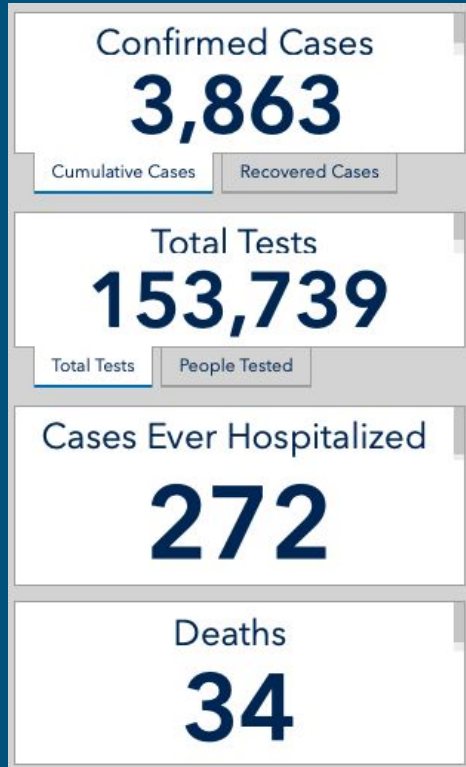 Confirmed Cases
3,863
Cumulative Cases Recovered Cases
Total Tests
153,739
Total Tests People Tested
Cases Ever Hospitalized
272
Deaths
34